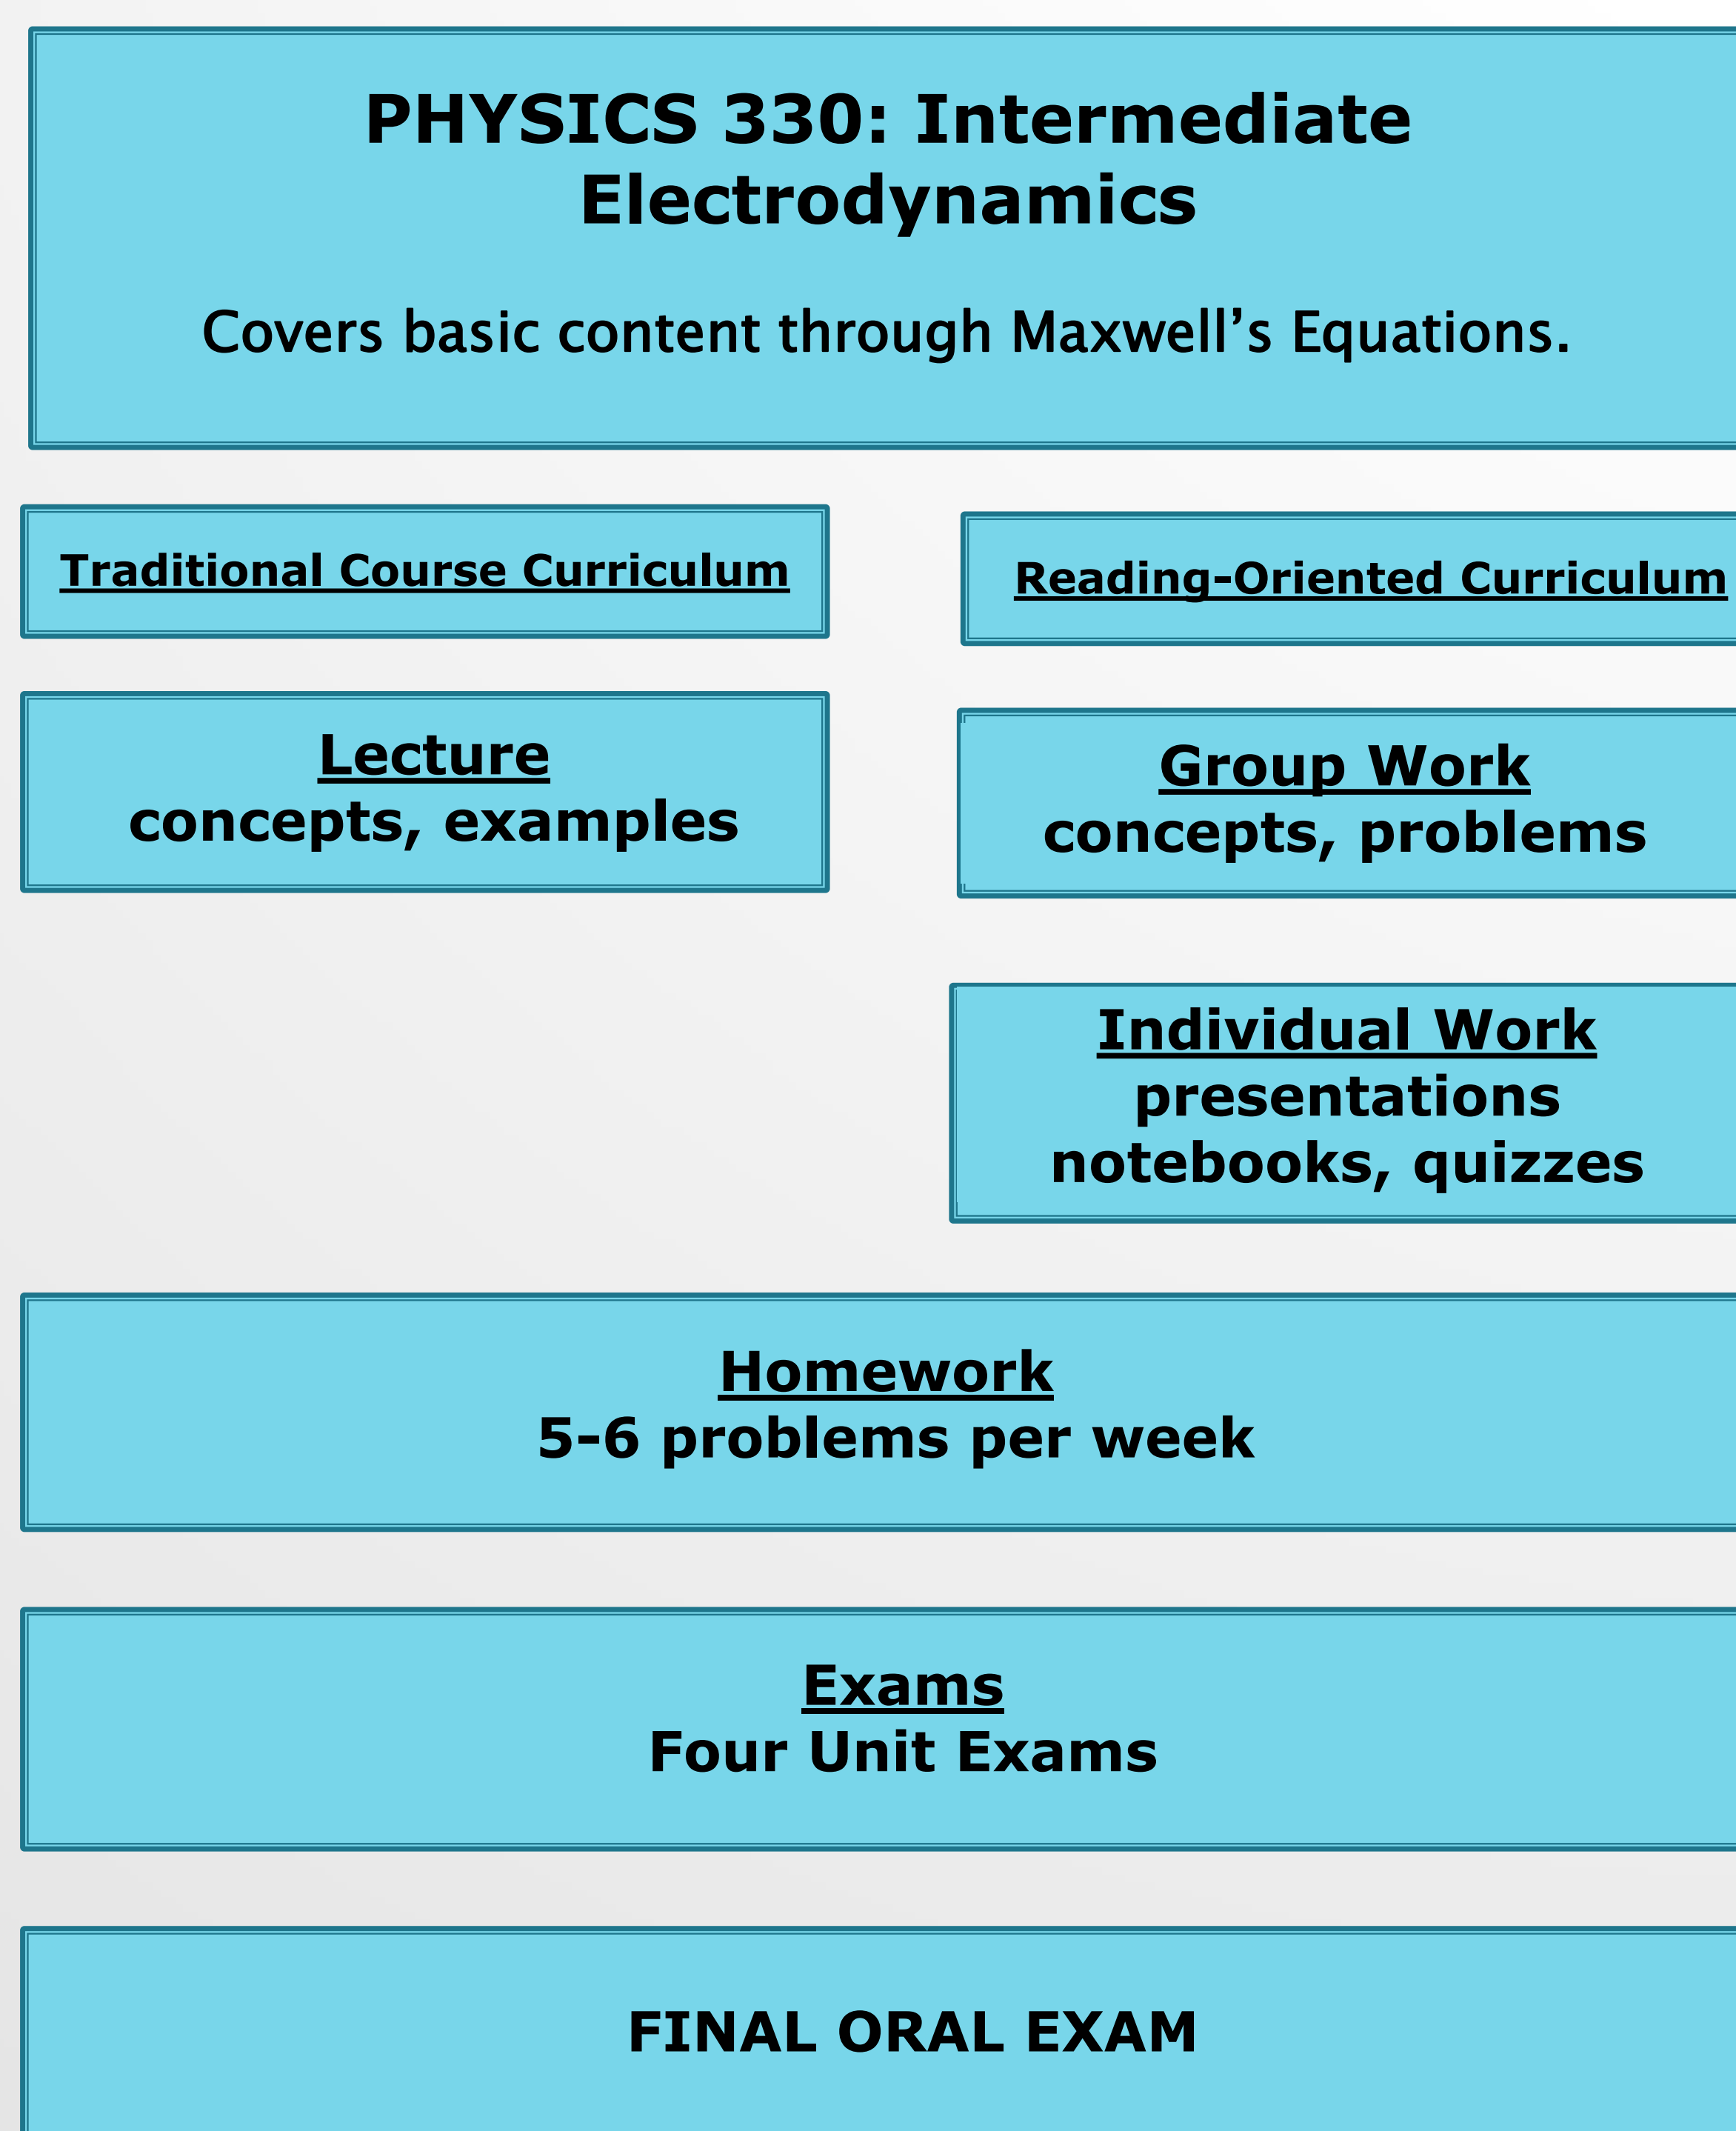 PHYSICS 330: Intermediate
Electrodynamics
Covers basic content through Maxwell’s Equations.
Traditional Course Curriculum
Reading-Oriented Curriculum
Lecture
concepts, examples
Group Work
concepts, problems
Individual Work
presentations
notebooks, quizzes
Homework
5-6 problems per week
Exams
Four Unit Exams
FINAL ORAL EXAM